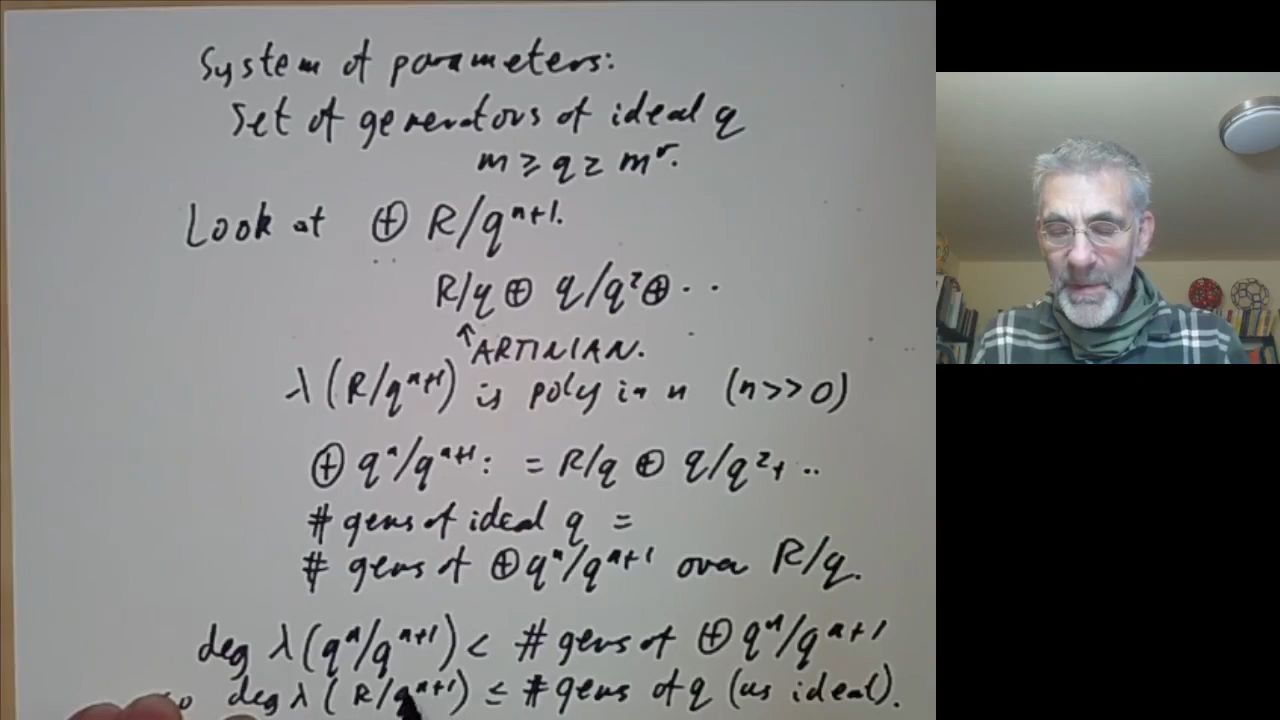 System of parameters:
Set of generators of ideal q
m ≥ q ≥ m^r.
Look at ⊕ R/q^{n+1}.
R/q ⊕ q/q^2 ⊕ ··
↑ARTINIAN.
λ(R/q^{n+1}) is poly in n (n>>0)
⊕ q^n/q^{n+1} : = R/q ⊕ q/q^2+ ··
# gens of ideal q =
# gens of ⊕q^n/q^{n+1} over R/q.
deg λ(q^n/q^{n+1}) < # gens of ⊕ q^n/q^{n+1}
so deg λ(R/q^{n+1}) ≤ # gens of q (as ideal).